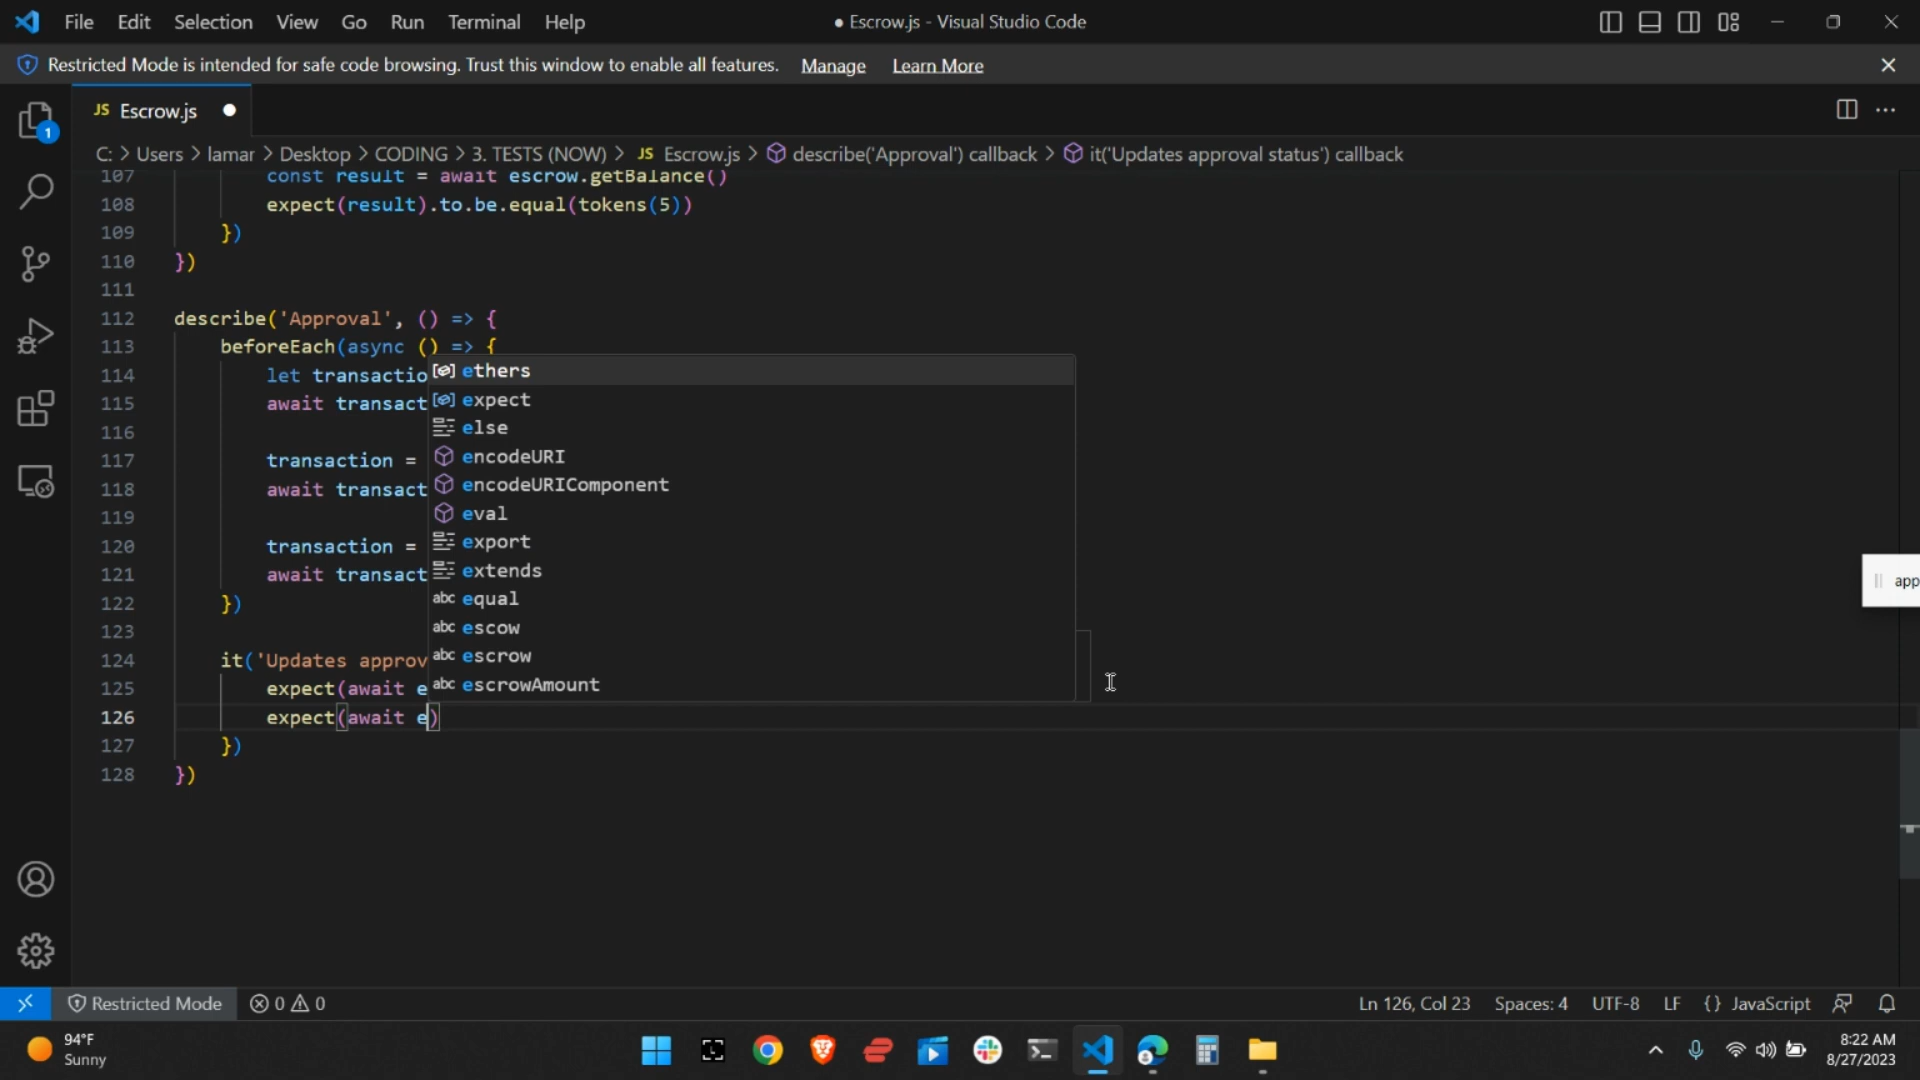 File Edit Selection View Go Run Terminal Help
● Escrow.js - Visual Studio Code
Restricted Mode is intended for safe code browsing. Trust this window to enable all features. Manage Learn More
1
JS Escrow.js
C: > Users > lamar > Desktop > CODING > 3. TESTS (NOW) > JS Escrow.js > describe('Approval') callback > it('Updates approval status') callback
107 const result = await escrow.getBalance()
108 expect(result).to.be.equal(tokens(5))
109 })
110 })
111
112 describe('Approval', () => {
113 beforeEach(async () => {
114 let transactio
115 await transact
116
117 transaction =
118 await transact
119
120 transaction =
121 await transact
122 })
123
124 it('Updates approv
125 expect(await e
126 expect(await e)
127 })
128 })
ethers
expect
else
encodeURI
encodeURIComponent
eval
export
extends
abc equal
abc escow
abc escrow
abc escrowAmount
app
Restricted Mode 0 0
Ln 126, Col 23 Spaces: 4 UTF-8 LF {} JavaScript
94°F
Sunny
8:22 AM
8/27/2023